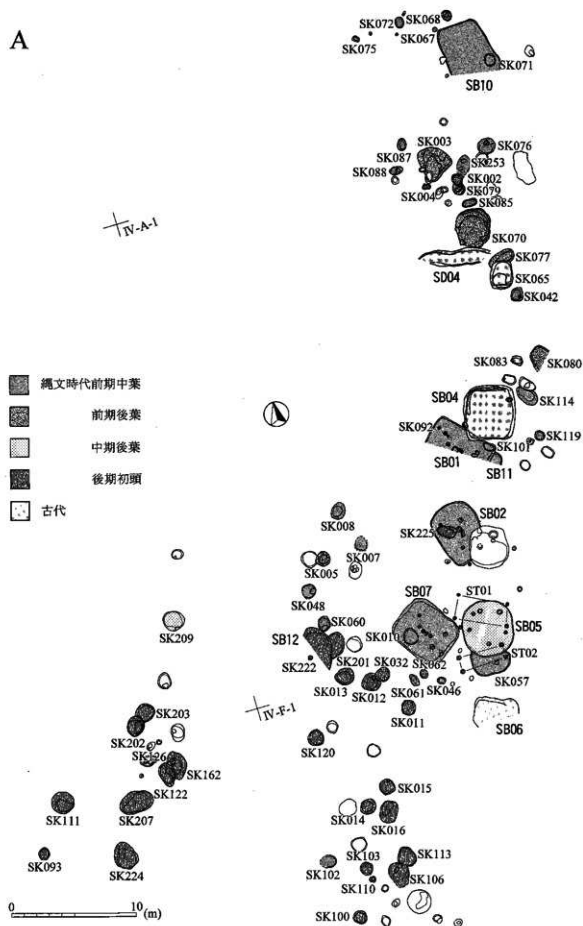 A
SK072
SK068
SK075
SK067
SK071
SB10
SK003
SK076
SK087
SK253
SK088
SK002
SK004
SK079
SK085
IV-A-1
SK070
SD04
SK077
SK065
SK042
縄文時代前期中葉
前期後葉
中期後葉
後期初頭
古代
SK083
SK080
SB04
SK114
SK092
SK101
SK119
SB01
SB11
SK008
SB02
SK225
SK007
SK005
SK048
SB07
ST01
SK209
SK060
SB12
SK010
SB05
SK222
SK201
SK032
SK062
ST02
SK013
SK012
SK061
SK046
SK057
IV-F-1
SK011
SB06
SK203
SK202
SK126
SK120
SK162
SK122
SK015
SK111
SK207
SK014
SK016
SK093
SK224
SK103
SK113
SK102
SK110
SK106
SK100
0 10 (m)